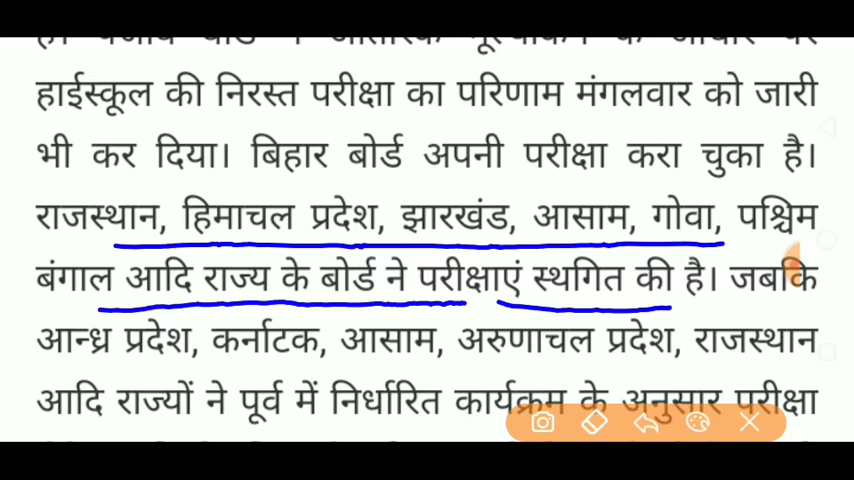 हाईस्कूल की निरस्त परीक्षा का परिणाम मंगलवार को जारी
भी कर दिया। बिहार बोर्ड अपनी परीक्षा करा चुका है।
राजस्थान, हिमाचल प्रदेश, झारखंड, आसाम, गोवा, पश्चिम
बंगाल आदि राज्य के बोर्ड ने परीक्षाएं स्थगित की है। जबकि
आन्ध्र प्रदेश, कर्नाटक, आसाम, अरुणाचल प्रदेश, राजस्थान
आदि राज्यों ने पूर्व में निर्धारित कार्यक्रम के अनुसार परीक्षा